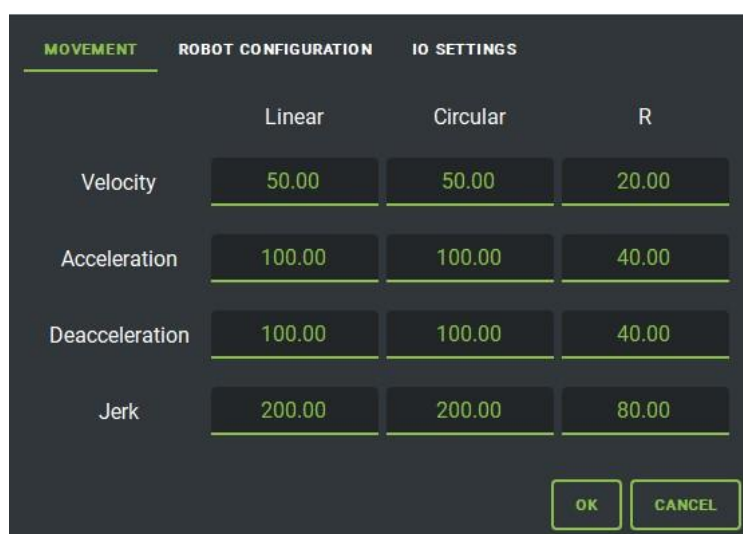 MOVEMENT ROBOT CONFIGURATION IO SETTINGS
Linear Circular R
Velocity 50.00 50.00 20.00
Acceleration 100.00 100.00 40.00
Deacceleration 100.00 100.00 40.00
Jerk 200.00 200.00 80.00
OK CANCEL